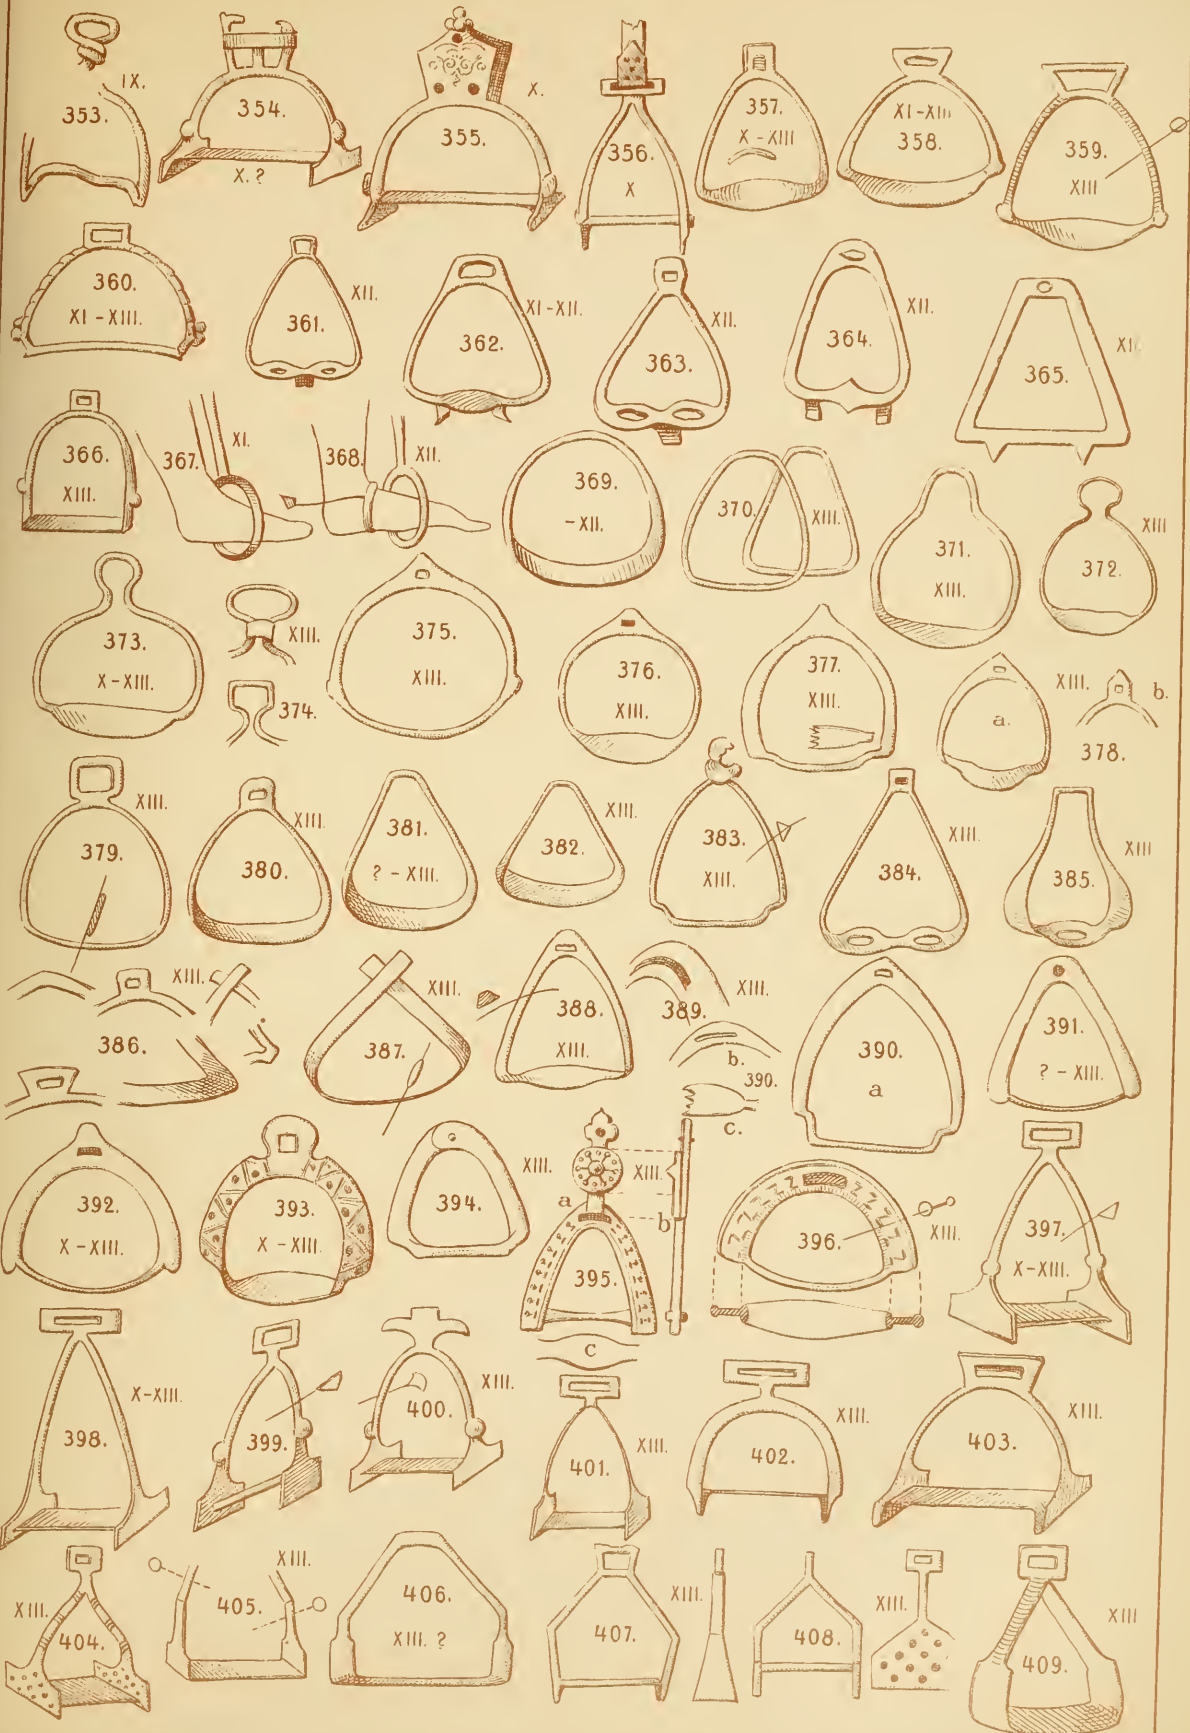 IX.
353.
354.
X. ?
X.
355.
356.
X
357.
X - XIII
XI - XIII
358.
359.
XIII
360.
XI - XIII.
361.
XII.
362.
XI - XII.
363.
XII.
364.
XII.
365.
366.
XIII.
367.
XI.
368.
XII.
369.
- XII.
370.
XIII.
371.
XIII.
372.
XIII
373.
X - XIII.
XIII.
374.
375.
XIII.
376.
XIII.
377.
XIII.
a.
XIII.
b.
378.
379.
XIII.
380.
XIII.
381.
? - XIII.
382.
XIII.
383.
XIII.
384.
XIII.
385.
XIII
XIII.
386.
387.
XIII.
388.
XIII.
389.
XIII.
b.
390.
c.
390.
a
391.
? - XIII.
392.
X - XIII.
393.
X - XIII.
394.
XIII.
a
XIII.
b
395.
c
396.
XIII.
397.
X - XIII.
398.
X - XIII.
399.
400.
XIII.
401.
XIII.
402.
XIII.
403.
XIII.
XIII.
404.
405.
XIII.
406.
XIII. ?
407.
XIII.
408.
XIII.
409.
XIII